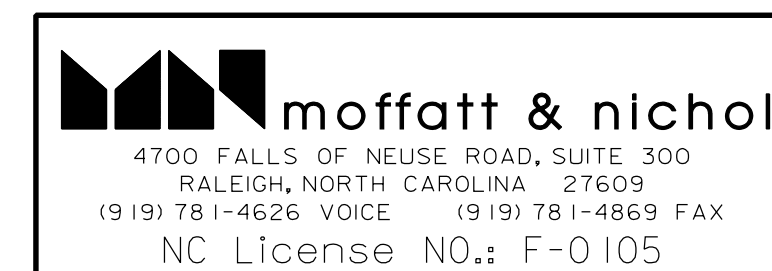 moffatt & nichol
4700 FALLS OF NEUSE ROAD, SUITE 300
RALEIGH, NORTH CAROLINA 27609
(919) 781-4626 VOICE (919) 781-4869 FAX
NC License NO.: F-0105